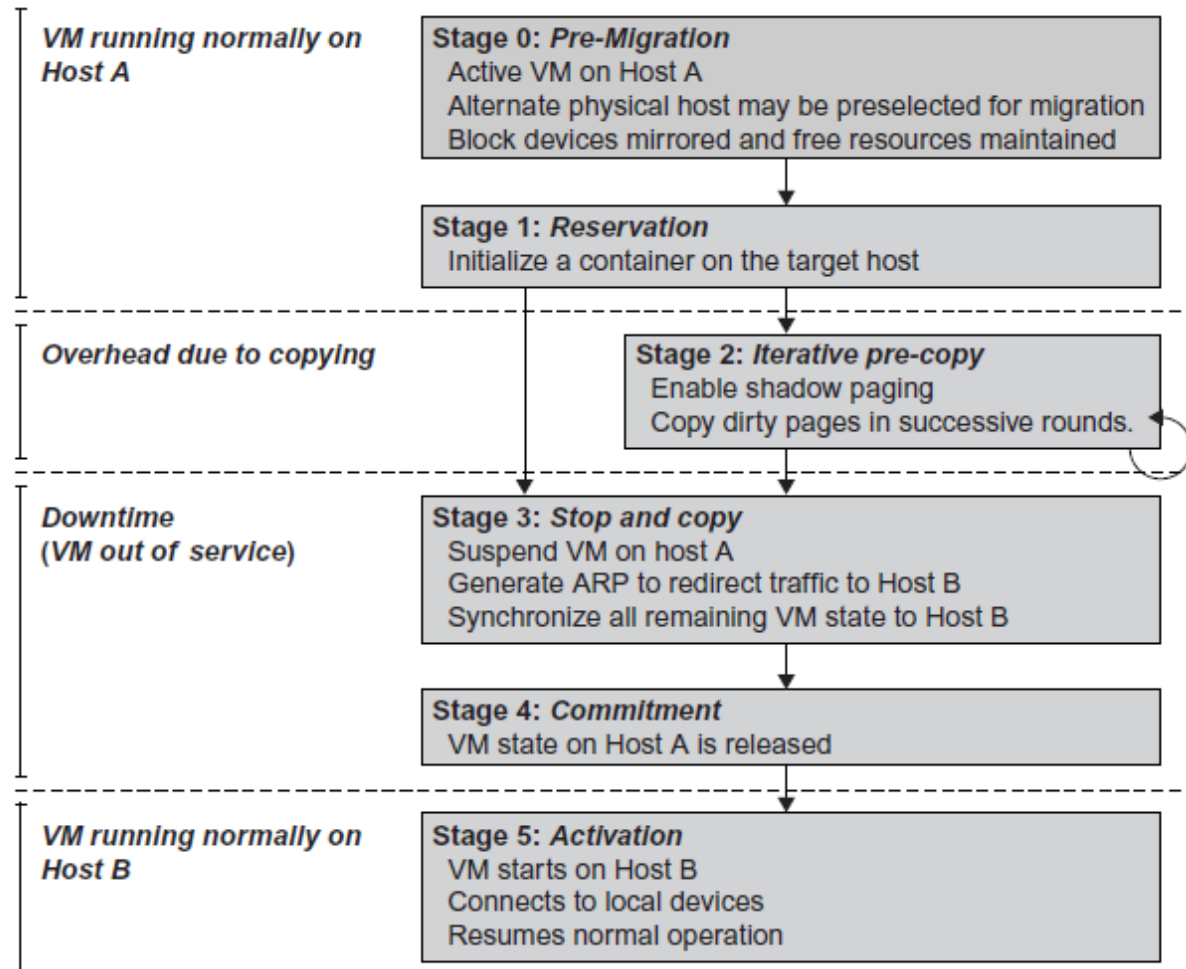 VM running normally on
Host A
Stage 0: Pre-Migration
Active VM on Host A
Alternate physical host may be preselected for migration
Block devices mirrored and free resources maintained
Stage 1: Reservation
Initialize a container on the target host
Overhead due to copying
Stage 2: Iterative pre-copy
Enable shadow paging
Copy dirty pages in successive rounds.
Downtime
(VM out of service)
Stage 3: Stop and copy
Suspend VM on host A
Generate ARP to redirect traffic to Host B
Synchronize all remaining VM state to Host B
Stage 4: Commitment
VM state on Host A is released
VM running normally on
Host B
Stage 5: Activation
VM starts on Host B
Connects to local devices
Resumes normal operation